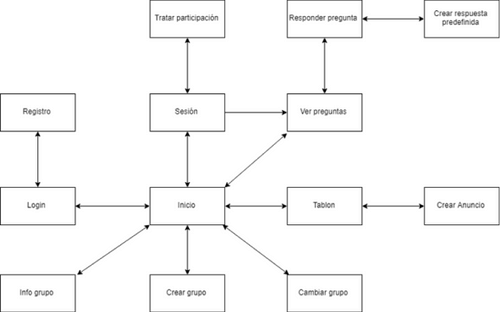 Tratar participación
Responder pregunta
Crear respuesta
predefinida
Registro
Sesión
Ver preguntas
Login
Inicio
Tablon
Crear Anuncio
Info grupo
Crear grupo
Cambiar grupo